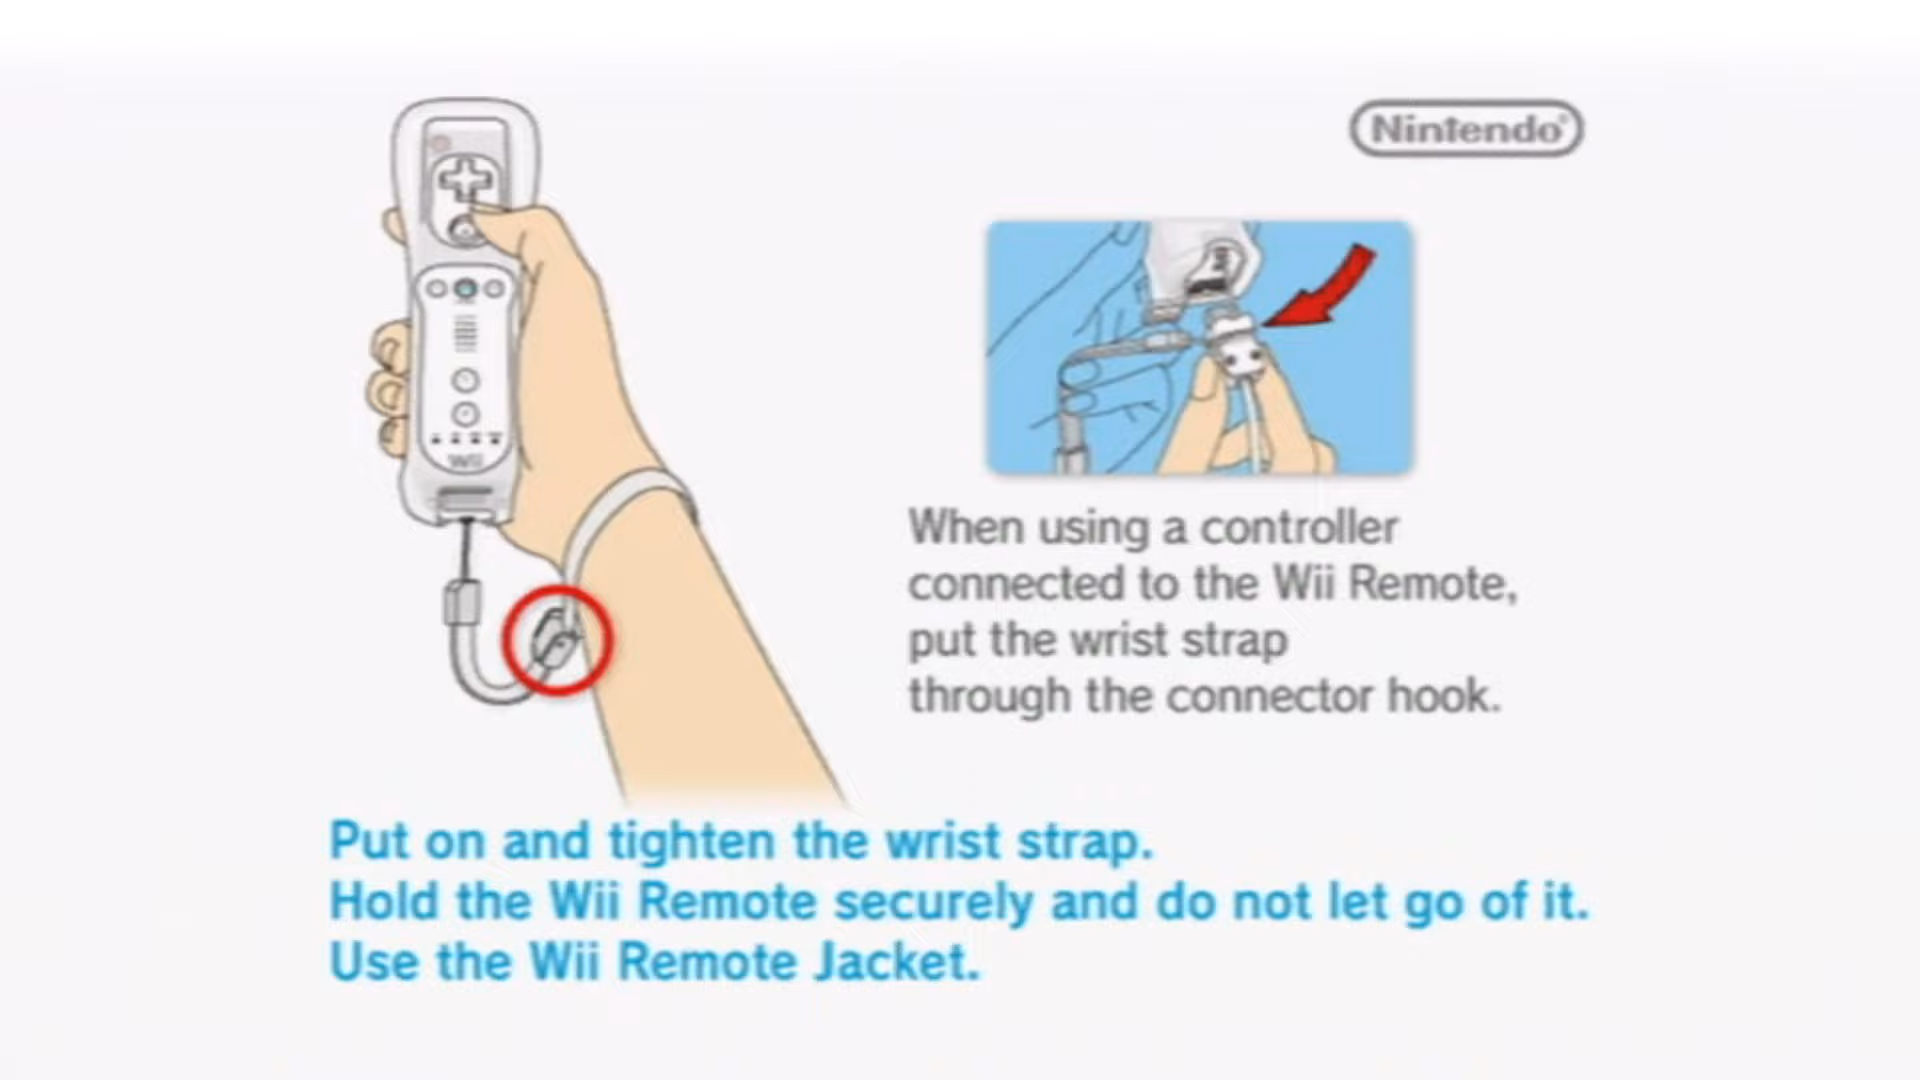 Nintendo®
Wii
When using a controller
connected to the Wii Remote,
put the wrist strap
through the connector hook.
Put on and tighten the wrist strap.
Hold the Wii Remote securely and do not let go of it.
Use the Wii Remote Jacket.